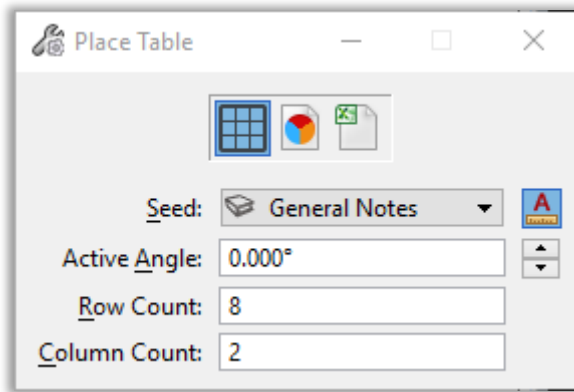 Place Table
Seed: General Notes A
Active Angle: 0.000°
Row Count: 8
Column Count: 2